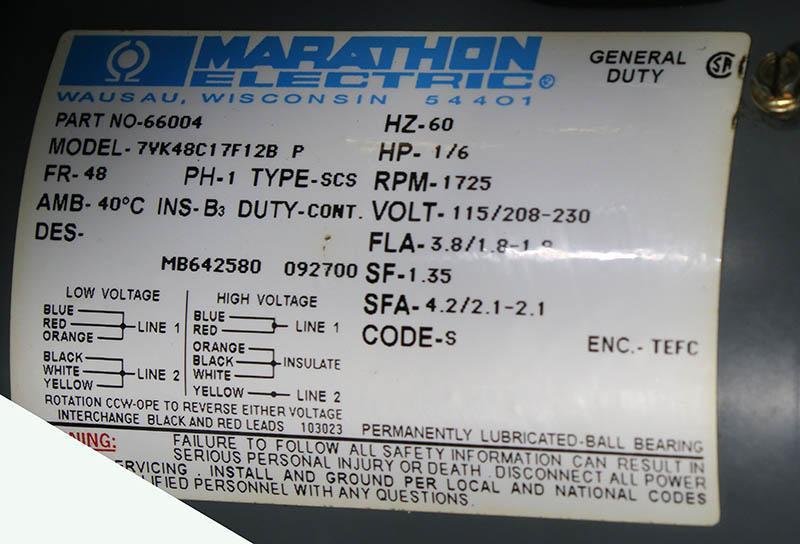 MARATHON
ELECTRIC®
WAUSAU, WISCONSIN 54401
GENERAL
DUTY
PART NO-66004
HZ-60
MODEL- 7VK48C17F12B P
HP- 1/6
FR-48 PH-1 TYPE-SCS RPM-1725
AMB-40°C INS-B3 DUTY-CONT. VOLT-115/208-230
DES-
FLA-3.8/1.8-
MB642580 092700 SF-1.35
SFA-4.2/2.1-2.1
CODE-S
ENC.- TEFC
LOW VOLTAGE
BLUE
RED
ORANGE
LINE 1
BLACK
WHITE
YELLOW
LINE 2
HIGH VOLTAGE
BLUE
RED
LINE 1
ORANGE
BLACK
WHITE
INSULATE
YELLOW
LINE 2
ROTATION CCW-OPE TO REVERSE EITHER VOLTAGE
INTERCHANGE BLACK AND RED LEADS 103023
PERMANENTLY LUBRICATED-BALL BEARING
FAILURE TO FOLLOW ALL SAFETY INFORMATION CAN RESULT IN
SERIOUS PERSONAL INJURY OR DEATH. DISCONNECT ALL POWER
INSTALL AND GROUND PER LOCAL AND NATIONAL CODES
PERSONNEL WITH ANY QUESTIONS.